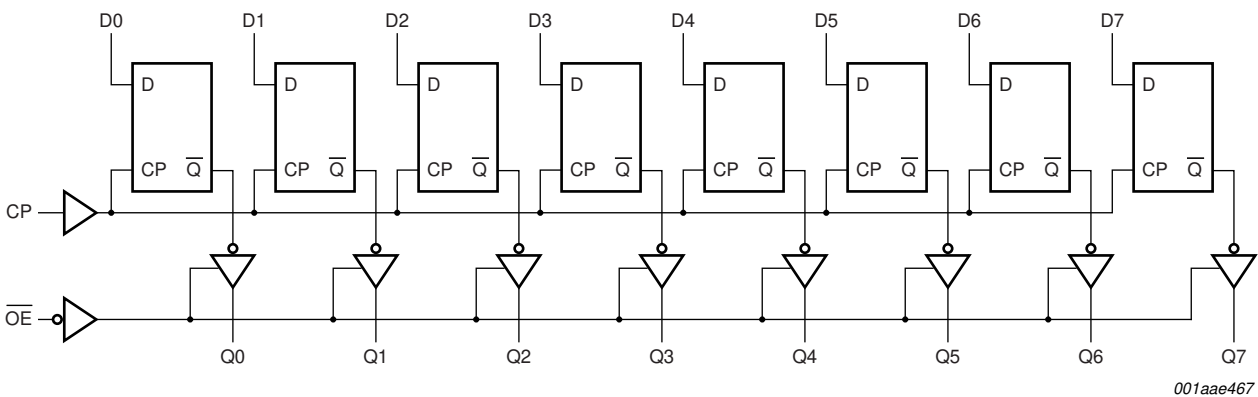 D0 D1 D2 D3 D4 D5 D6 D7
D D D D D D D D
CP Q̅ CP Q̅ CP Q̅ CP Q̅ CP Q̅ CP Q̅ CP Q̅ CP Q̅
CP
O̅E̅
Q0 Q1 Q2 Q3 Q4 Q5 Q6 Q7
001aae467